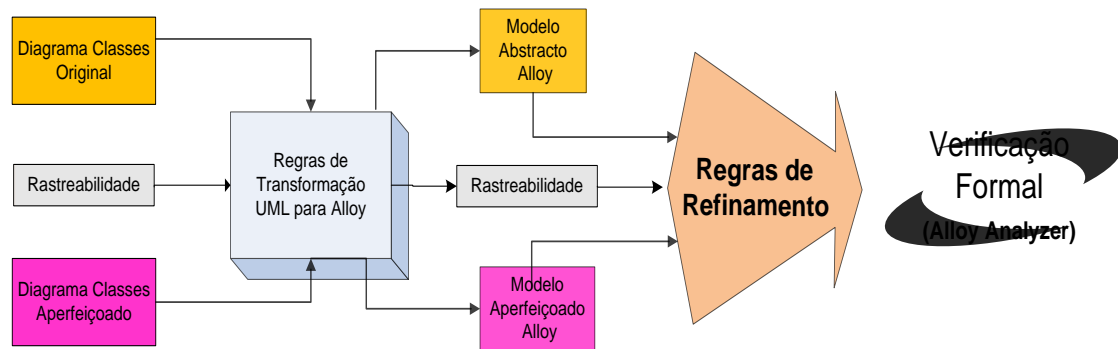 Diagrama Classes
Original
Modelo
Abstracto
Alloy
Rastreabilidade
Regras de
Transformação
UML para Alloy
Rastreabilidade
Regras de
Refinamento
Verificação
Formal
(Alloy Analyzer)
Diagrama Classes
Aperfeiçoado
Modelo
Aperfeiçoado
Alloy